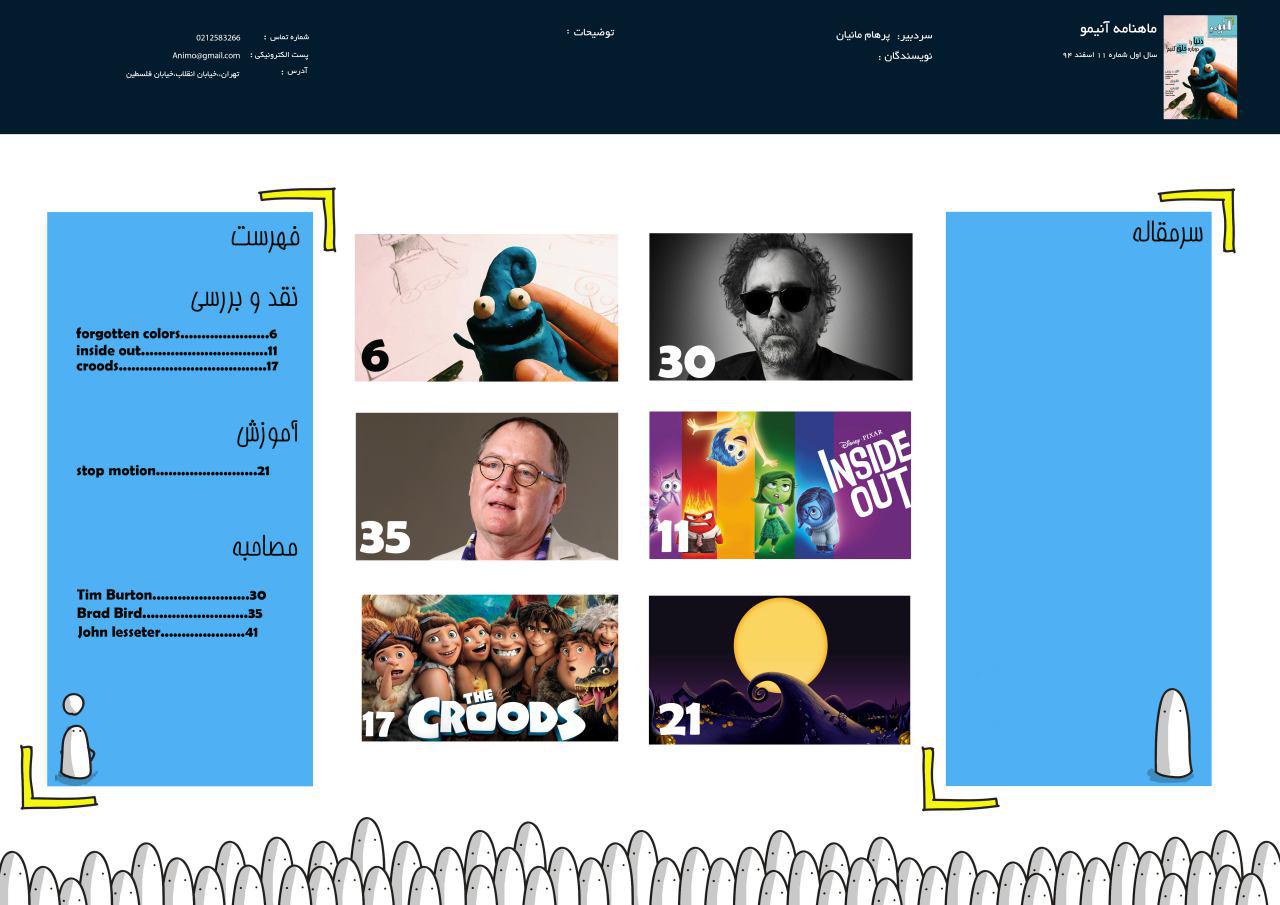 ماهنامه آنیمو
سال اول شماره ۱۱ اسفند ۹۴
سردبیر: پرهام مانیان
نویسندگان :
توضیحات :
شماره تماس : 0212583266
پست الکترونیکی : Animo@gmail.com
آدرس : تهران،،خیابان انقلاب،خیابان فلسطین
سرمقاله
30
6
Disney PIXAR
INSIDE
OUT
11
35
21
THE
CROODS
17
فهرست
نقد و بررسی
forgotten colors.....................6
inside out..............................11
croods...................................17
آموزش
stop motion........................21
مصاحبه
Tim Burton.......................30
Brad Bird.........................35
John lesseter....................41